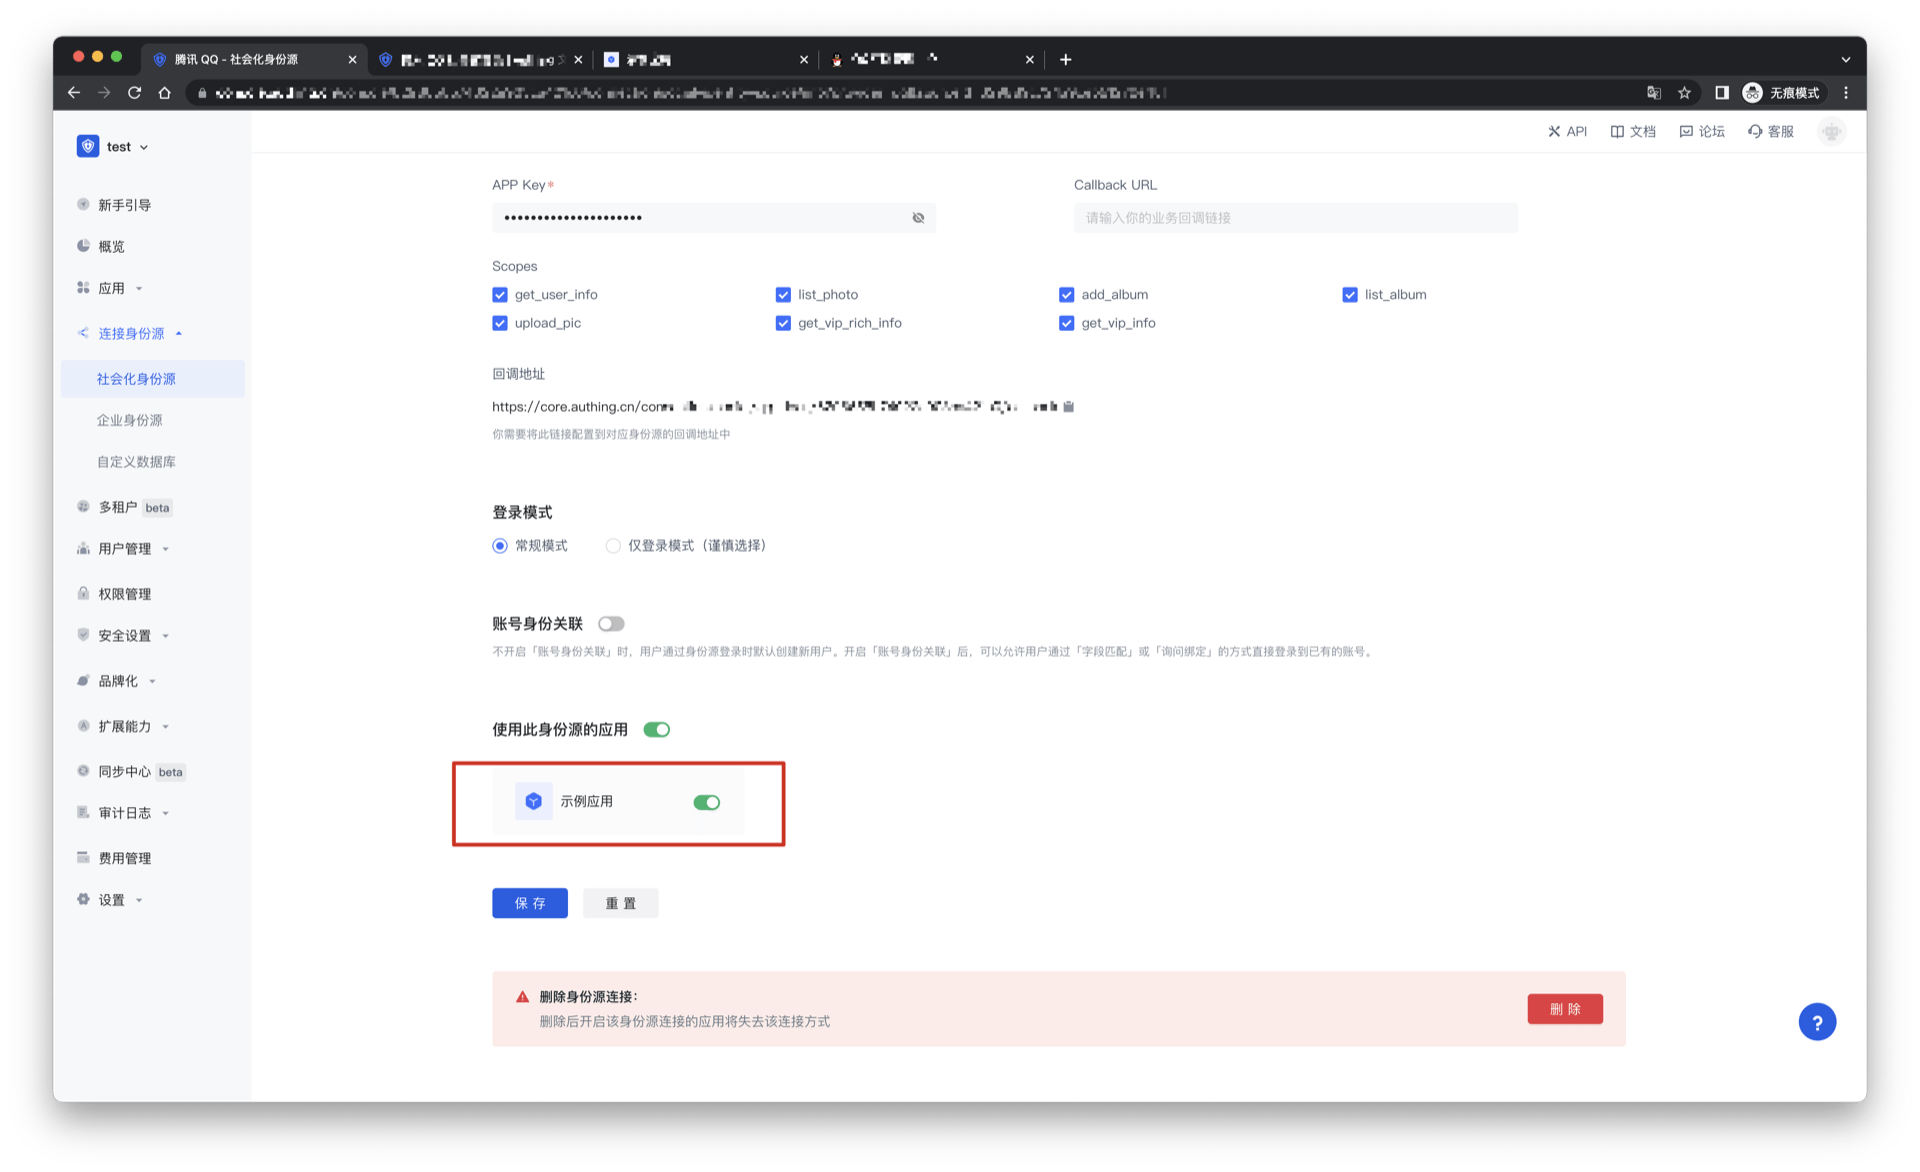 腾讯 QQ - 社会化身份源
无痕模式
test
API
文档
论坛
客服
新手引导
概览
应用
连接身份源
社会化身份源
企业身份源
自定义数据库
多租户 beta
用户管理
权限管理
安全设置
品牌化
扩展能力
同步中心 beta
审计日志
费用管理
设置
APP Key*
Callback URL
••••••••••••••••••••••
请输入你的业务回调链接
Scopes
get_user_info
list_photo
add_album
list_album
upload_pic
get_vip_rich_info
get_vip_info
回调地址
https://core.authing.cn/con
你需要将此链接配置到对应身份源的回调地址中
登录模式
常规模式
仅登录模式（谨慎选择）
账号身份关联
不开启「账号身份关联」时，用户通过身份源登录时默认创建新用户。开启「账号身份关联」后，可以允许用户通过「字段匹配」或「询问绑定」的方式直接登录到已有的账号。
使用此身份源的应用
示例应用
保 存
重 置
删除身份源连接：
删除后开启该身份源连接的应用将失去该连接方式
删 除
?